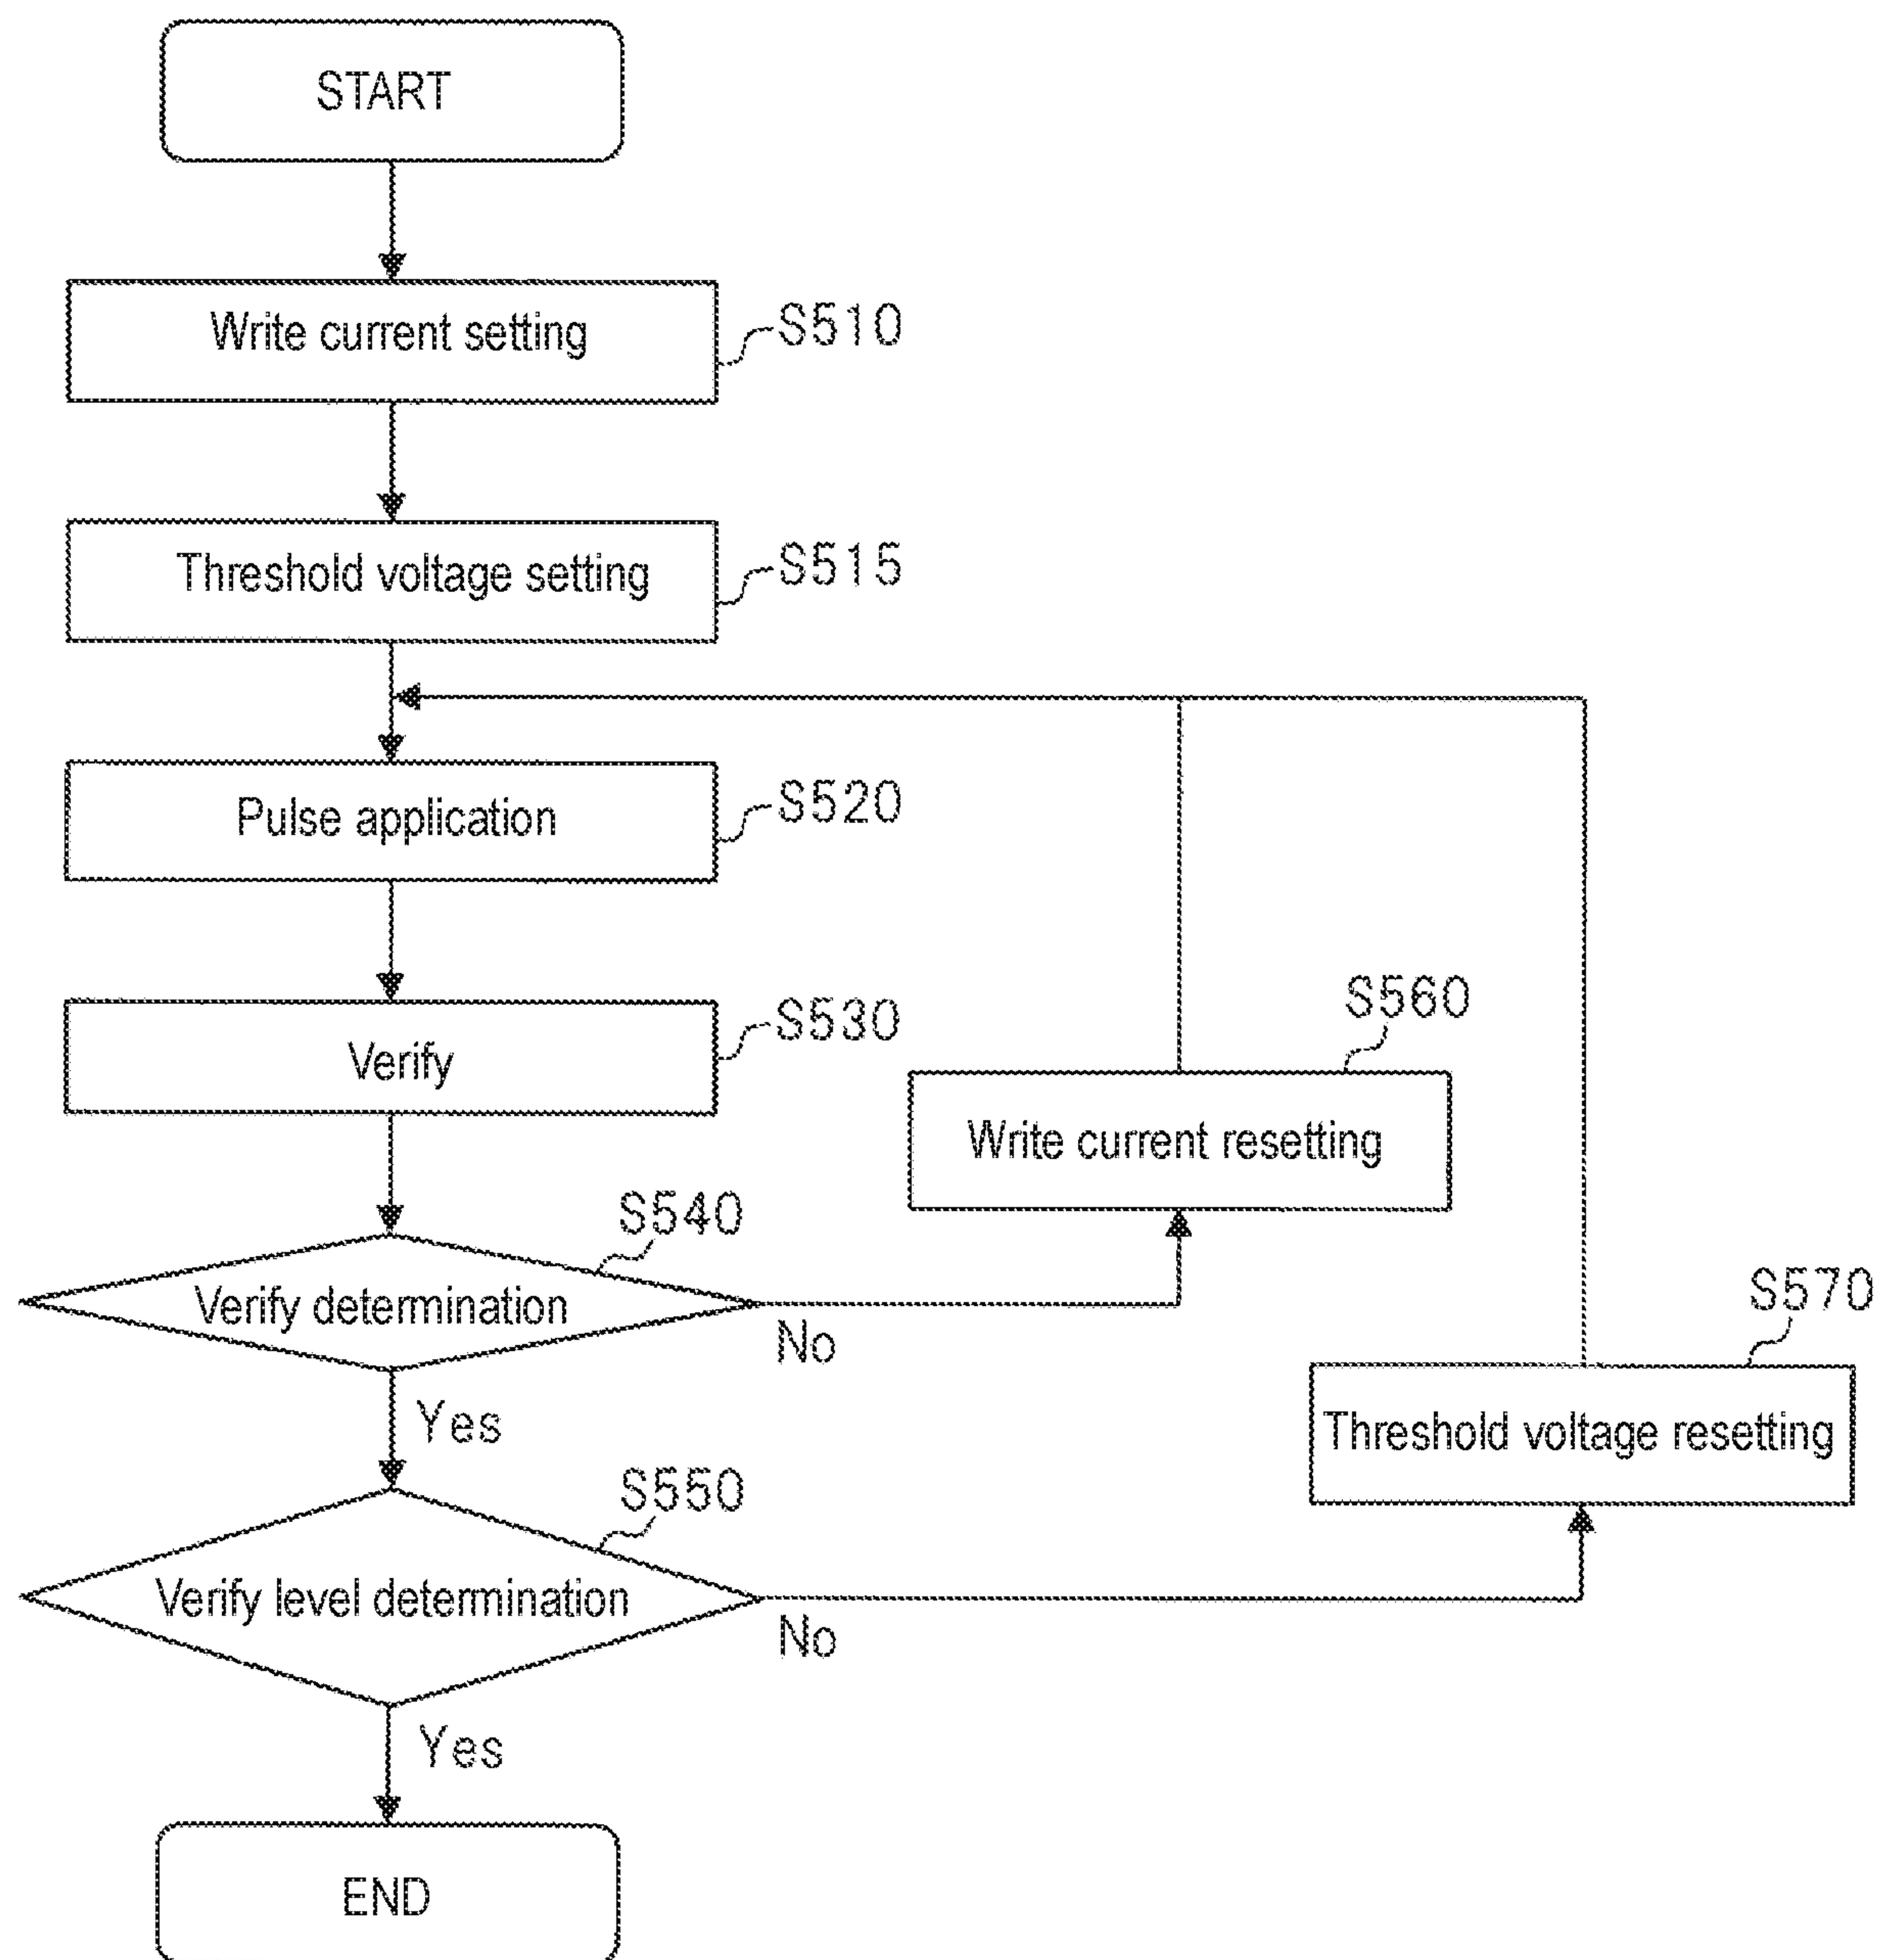 START
Write current setting
S510
Threshold voltage setting
S515
Pulse application
S520
Verify
S530
S560
Write current resetting
S540
Verify determination
No
S570
Threshold voltage resetting
Yes
S550
Verify level determination
No
Yes
END